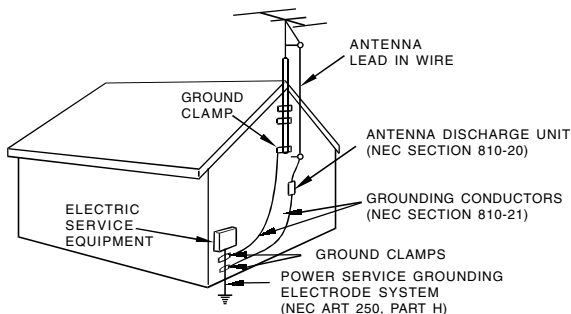 ANTENNA
LEAD IN WIRE
GROUND
CLAMP
ANTENNA DISCHARGE UNIT
(NEC SECTION 810-20)
ELECTRIC
SERVICE
EQUIPMENT
GROUNDING CONDUCTORS
(NEC SECTION 810-21)
GROUND CLAMPS
POWER SERVICE GROUNDING
ELECTRODE SYSTEM
(NEC ART 250, PART H)